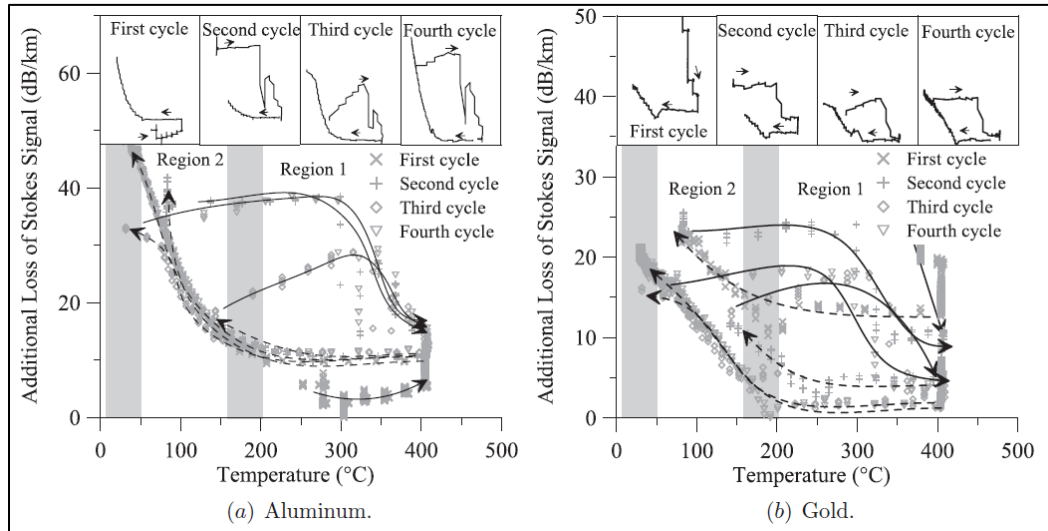 First cycle
Second cycle
Third cycle
Fourth cycle
Additional Loss of Stokes Signal (dB/km)
60
40
20
0
Region 2
Region 1
First cycle
Second cycle
Third cycle
Fourth cycle
0
100
200
300
400
500
Temperature (°C)
(a) Aluminum.
First cycle
Second cycle
Third cycle
Fourth cycle
Additional Loss of Stokes Signal (dB/km)
50
40
30
20
10
0
Region 2
Region 1
First cycle
Second cycle
Third cycle
Fourth cycle
0
100
200
300
400
500
Temperature (°C)
(b) Gold.